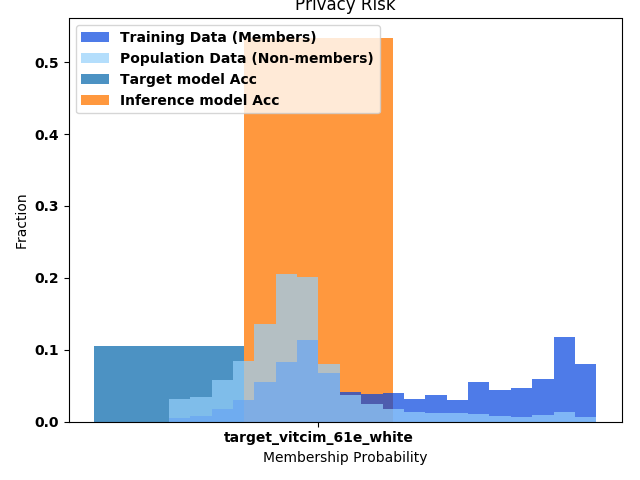 Privacy Risk
Training Data (Members)
Population Data (Non-members)
Target model Acc
Inference model Acc
0.5
0.4
0.3
0.2
0.1
0.0
Fraction
target_vitcim_61e_white
Membership Probability